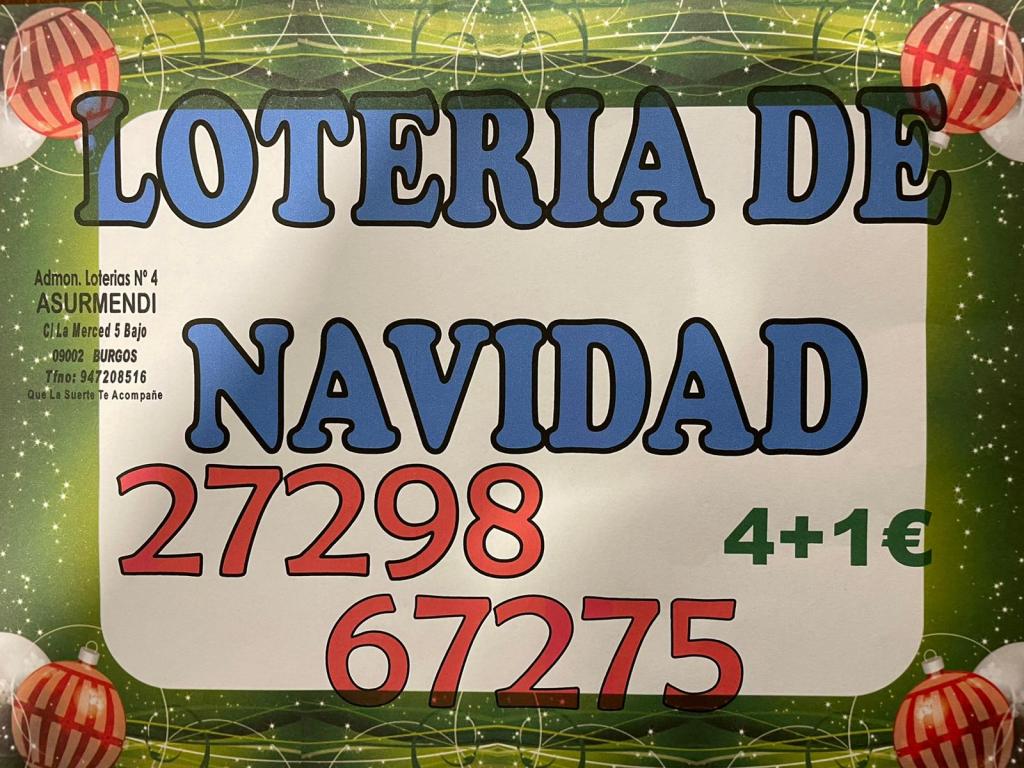 LOTERIA DE
Admon. Loterias Nº 4
ASURMENDI
C/ La Merced 5 Bajo
09002 BURGOS
Tfno: 947208516
Que La Suerte Te Acompañe
NAVIDAD
27298
4+1€
67275